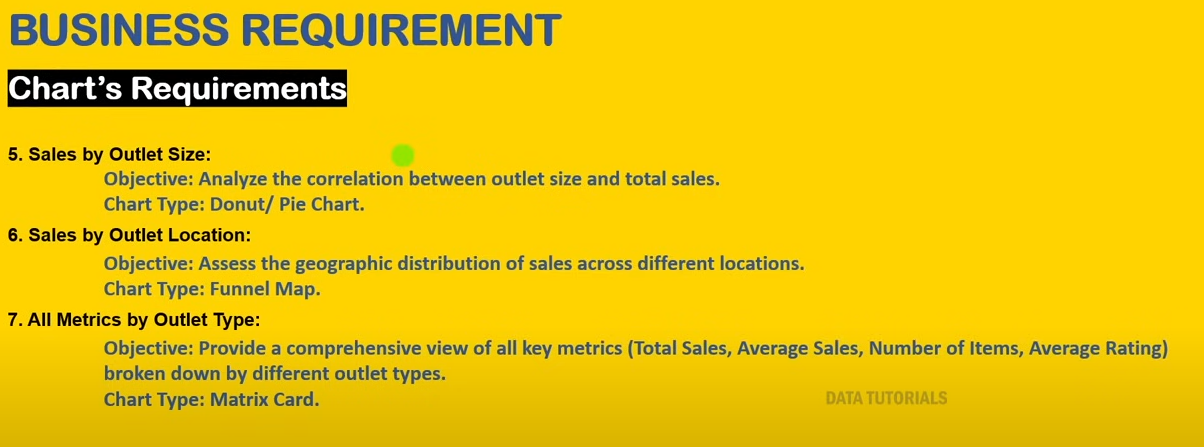 BUSINESS REQUIREMENT
Chart's Requirements
5. Sales by Outlet Size:
Objective: Analyze the correlation between outlet size and total sales.
Chart Type: Donut/ Pie Chart.
6. Sales by Outlet Location:
Objective: Assess the geographic distribution of sales across different locations.
Chart Type: Funnel Map.
7. All Metrics by Outlet Type:
Objective: Provide a comprehensive view of all key metrics (Total Sales, Average Sales, Number of Items, Average Rating)
broken down by different outlet types.
Chart Type: Matrix Card.
DATA TUTORIALS